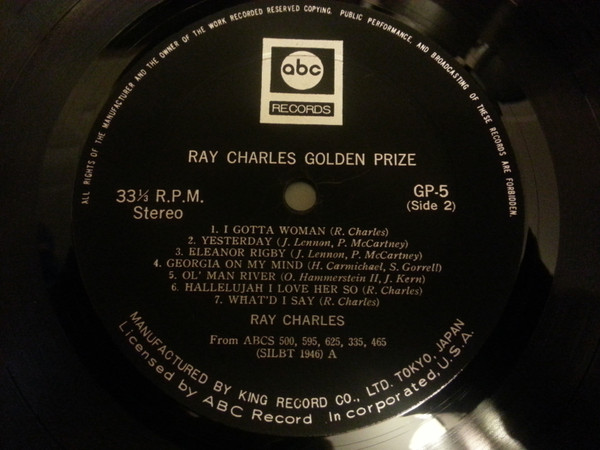 ALL RIGHTS OF THE MANUFACTURER AND THE OWNER OF THE WORK RECORDED RESERVED COPYING, PUBLIC PERFORMANCE, AND BROADCASTING OF THESE RECORDS ARE FORBIDDEN.
abc
RECORDS
RAY CHARLES GOLDEN PRIZE
33⅓ R.P.M.
Stereo
GP-5
(Side 2)
1. I GOTTA WOMAN (R. Charles)
2. YESTERDAY (J. Lennon, P. McCartney)
3. ELEANOR RIGBY (J. Lennon, P. McCartney)
4. GEORGIA ON MY MIND (H. Carmichael, S. Gorrell)
5. OL' MAN RIVER (O. Hammerstein II, J. Kern)
6. HALLELUJAH I LOVE HER SO (R. Charles)
7. WHAT'D I SAY (R. Charles)
RAY CHARLES
From ABCS 500, 595, 625, 335, 465
(SILBT 1946) A
MANUFACTURED BY KING RECORD CO., LTD. TOKYO, JAPAN
Licensed by ABC Record Incorporated, U.S.A.